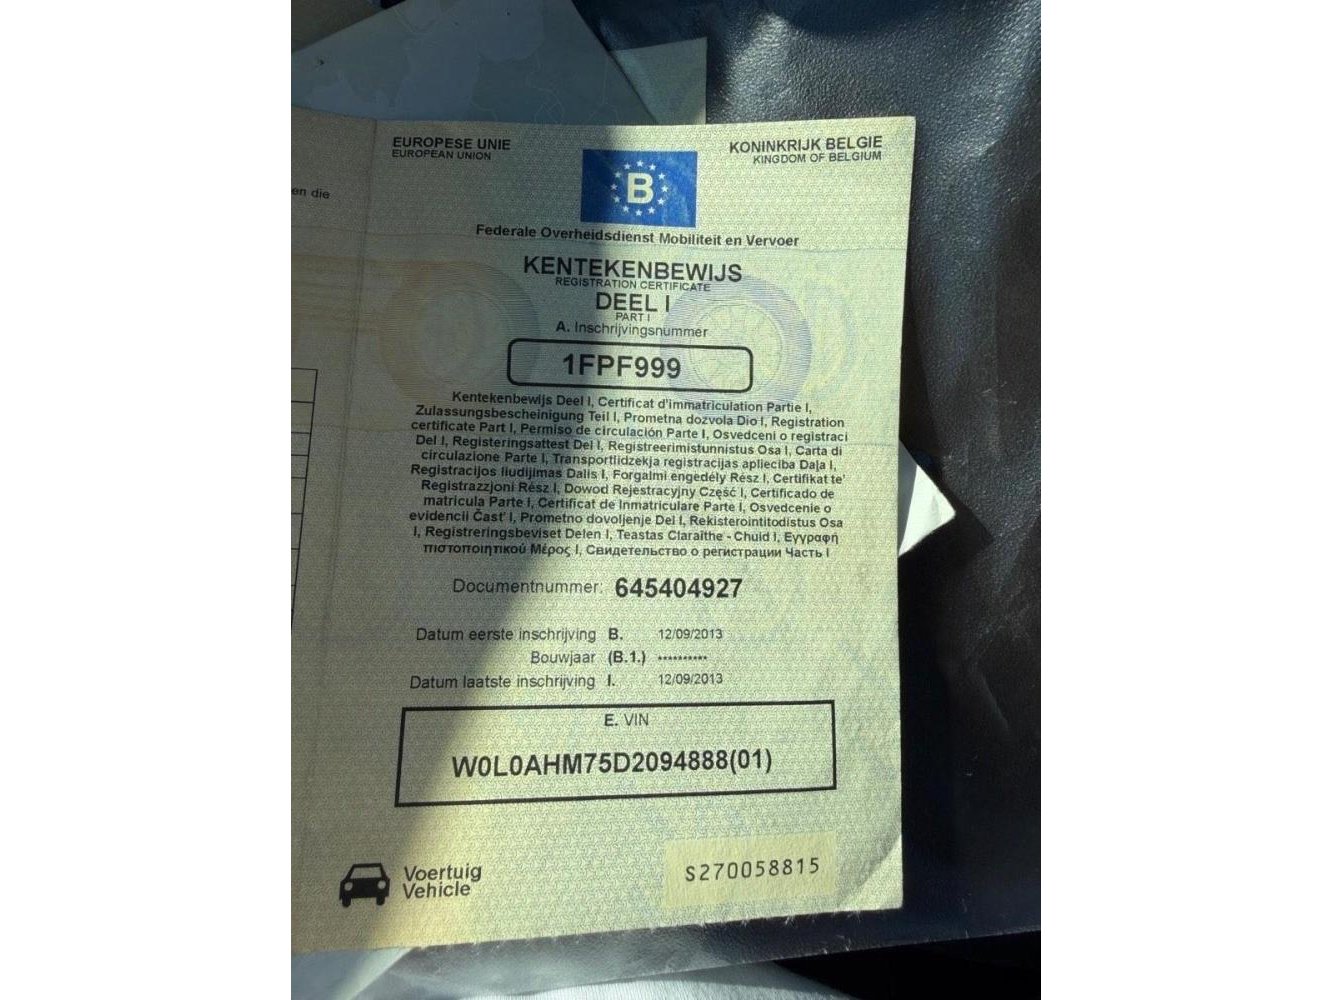 EUROPESE UNIE
EUROPEAN UNION
KONINKRIJK BELGIE
KINGDOM OF BELGIUM
B
en die
Federale Overheidsdienst Mobiliteit en Vervoer
KENTEKENBEWIJS
REGISTRATION CERTIFICATE
DEEL I
PART I
A. Inschrijvingsnummer
1FPF999
Kentekenbewijs Deel I, Certificat d'immatriculation Partie I,
Zulassungsbescheinigung Teil I, Prometna dozvola Dio I, Registration
certificate Part I, Permiso de circulación Parte I, Osvedceni o registraci
Del I, Registeringsattest Del I, Registreerimistunnistus Osa I, Carta di
circulazione Parte I, Transportlidzekja registracijas aplieciba Daļa I,
Registracijos liudijimas Dalis I, Forgalmi engedély Rész I, Certifikat te'
Registrazzjoni Rész I, Dowod Rejestracyjny Część I, Certificado de
matricula Parte I, Certificat de Inmatriculare Parte I, Osvedcenie o
evidencii Časť I, Prometno dovoljenje Del I, Rekisterointitodistus Osa
I, Registreringsbeviset Delen I, Teastas Claraithe - Chuid I, Εγγραφή
πιστοποιητικού Μέρος I, Свидетельство о регистрации Часть I
Documentnummer: 645404927
Datum eerste inschrijving B. 12/09/2013
Bouwjaar (B.1.) **********
Datum laatste inschrijving I. 12/09/2013
E. VIN
W0L0AHM75D2094888(01)
Voertuig
Vehicle
S270058815